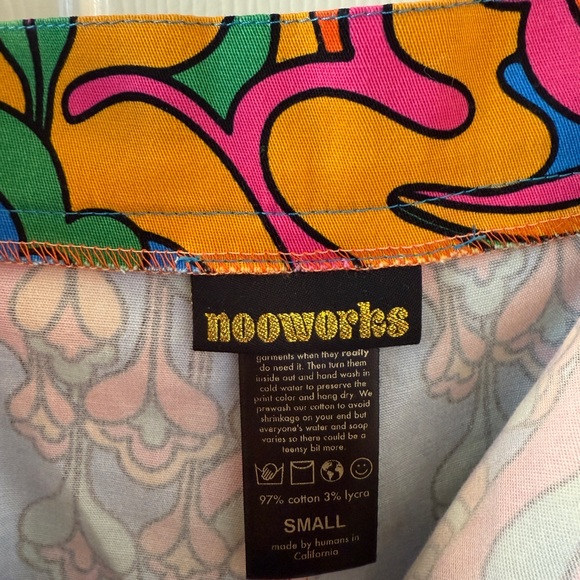 nooworks
garments when they really
do need it. Then turn them
inside out and hand wash in
cold water to preserve the
print color and hang dry. We
prewash our cotton to avoid
shrinkage on your end but
everyone's water and soap
varies so there could be a
teensy bit more.
97% cotton 3% lycra
SMALL
made by humans in
California